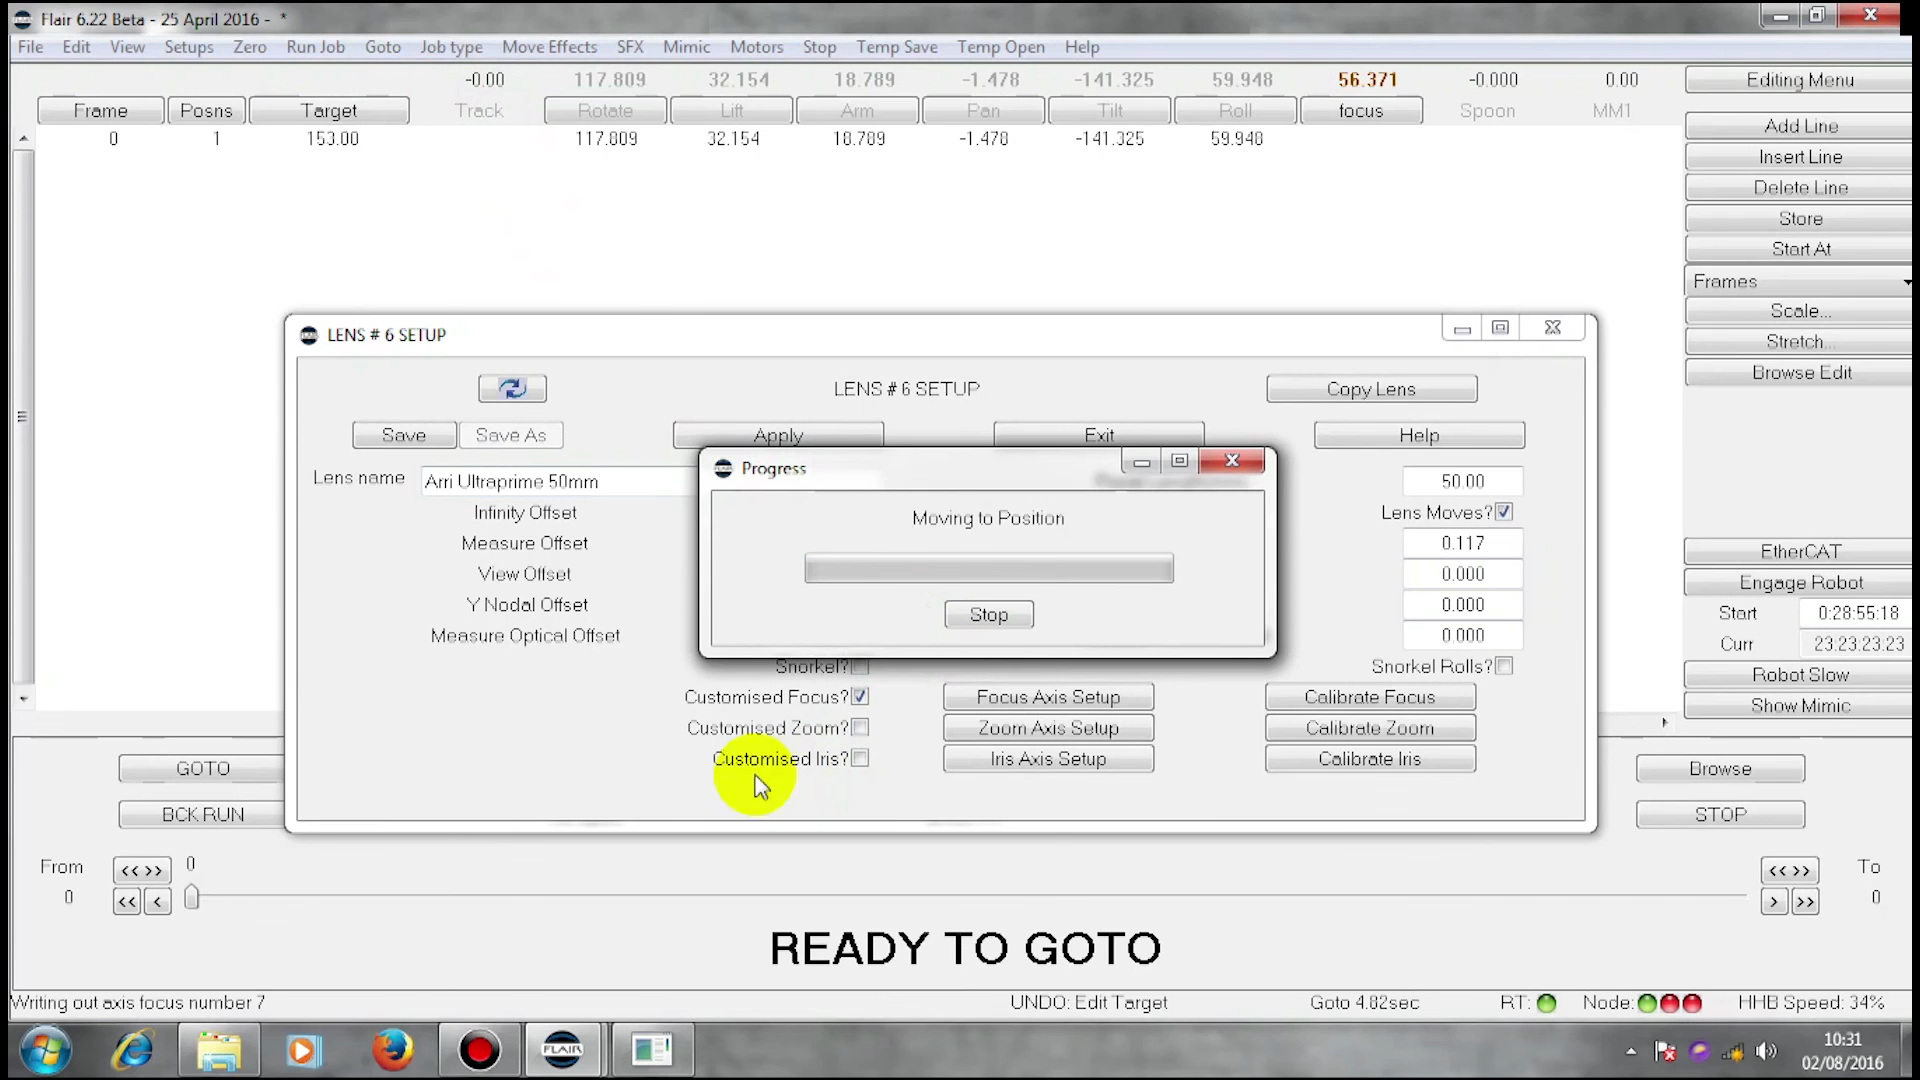 Flair 6.22 Beta - 25 April 2016 - *
File Edit View Setups Zero Run Job Goto Job type Move Effects SFX Mimic Motors Stop Temp Save Temp Open Help
-0.00 117.809 32.154 18.789 -1.478 -141.325 59.948 56.371 -0.000 0.00 Editing Menu
Frame Posns Target Track Rotate Lift Arm Pan Tilt Roll focus Spoon MM1
0 1 153.00 117.809 32.154 18.789 -1.478 -141.325 59.948
Add Line
Insert Line
Delete Line
Store
Start At
Frames
Scale...
Stretch...
Browse Edit
LENS # 6 SETUP
LENS # 6 SETUP Copy Lens
Save Save As Apply Exit Help
Lens name Arri Ultraprime 50mm 50.00
Infinity Offset Lens Moves?
Measure Offset 0.117
View Offset 0.000
Y Nodal Offset 0.000
Measure Optical Offset 0.000
Progress
Moving to Position
Stop
Snorkel? Snorkel Rolls?
Customised Focus? Focus Axis Setup Calibrate Focus
Customised Zoom? Zoom Axis Setup Calibrate Zoom
Customised Iris? Iris Axis Setup Calibrate Iris
EtherCAT
Engage Robot
Start 0:28:55:18
Curr 23:23:23:23
Robot Slow
Show Mimic
GOTO Browse
BCK RUN STOP
From << >> 0 << >> To
0 << < > >> 0
READY TO GOTO
Writing out axis focus number 7 UNDO: Edit Target Goto 4.82sec RT: Node: HHB Speed: 34%
FLAIR
10:31
02/08/2016